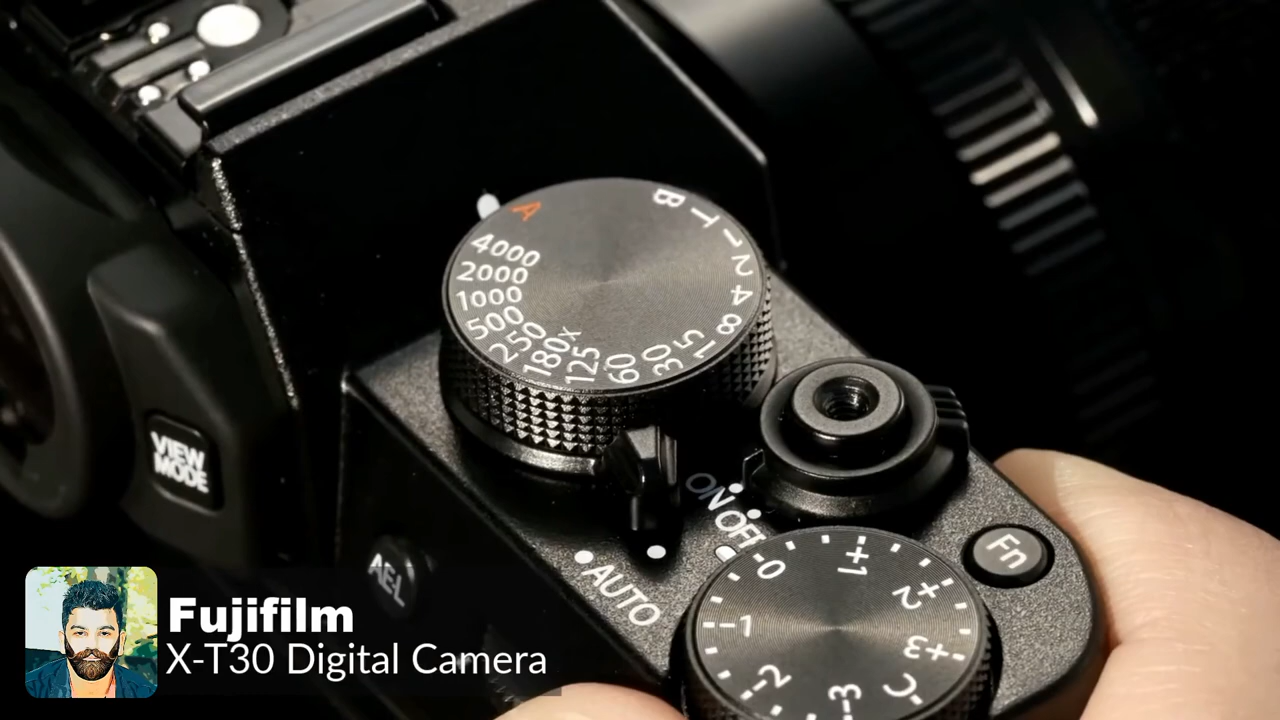 A
4000
2000
1000
500
250
180X
125
60
30
15
8
4
2
1
T
B
VIEW
MODE
AE-L
ON
OFF
AUTO
Fn
0
+1
+2
+3
C
-3
-2
-1
Fujifilm
X-T30 Digital Camera